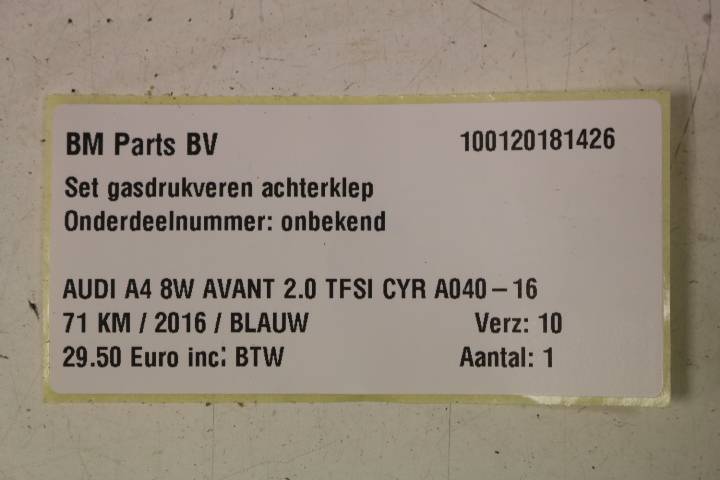 BM Parts BV 100120181426
Set gasdrukveren achterklep
Onderdeelnummer: onbekend
AUDI A4 8W AVANT 2.0 TFSI CYR A040-16
71 KM / 2016 / BLAUW Verz: 10
29.50 Euro inc: BTW Aantal: 1